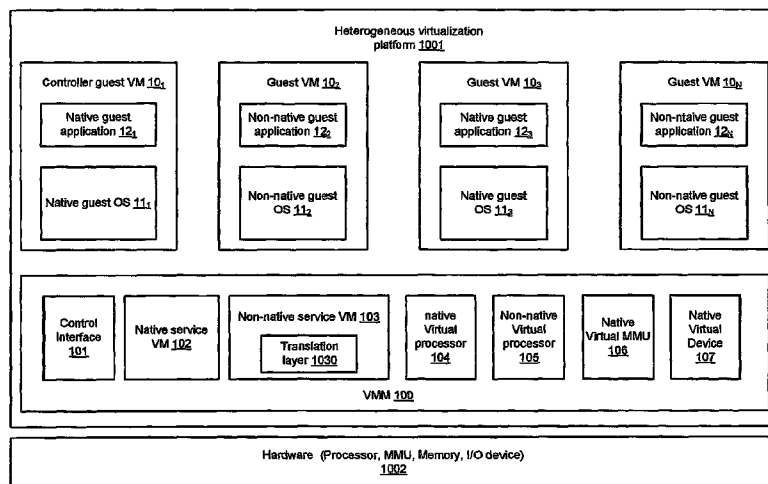 Heterogeneous virtualization
platform 1001
Controller guest VM 10₁
Guest VM 10₂
Guest VM 10₃
Guest VM 10N
Native guest
application 12₁
Non-native guest
application 12₂
Native guest
application 12₃
Non-ntaive guest
application 12N
Native guest OS 11₁
Non-native guest
OS 11₂
Native guest
OS 11₃
Non-native guest
OS 11N
Control
Interface
101
Native service
VM 102
Non-native service VM 103
Translation
layer 1030
native
Virtual
processor
104
Non-native
Virtual
processor
105
Native
Virtual MMU
106
Native
Virtual
Device
107
VMM 100
Hardware (Processor, MMU, Memory, I/O device)
1002